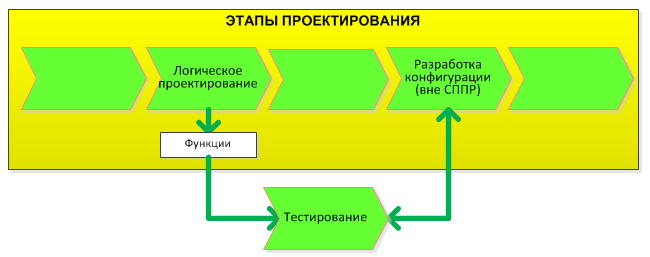 ЭТАПЫ ПРОЕКТИРОВАНИЯ
Логическое
проектирование
Разработка
конфигурации
(вне СППР)
Функции
Тестирование